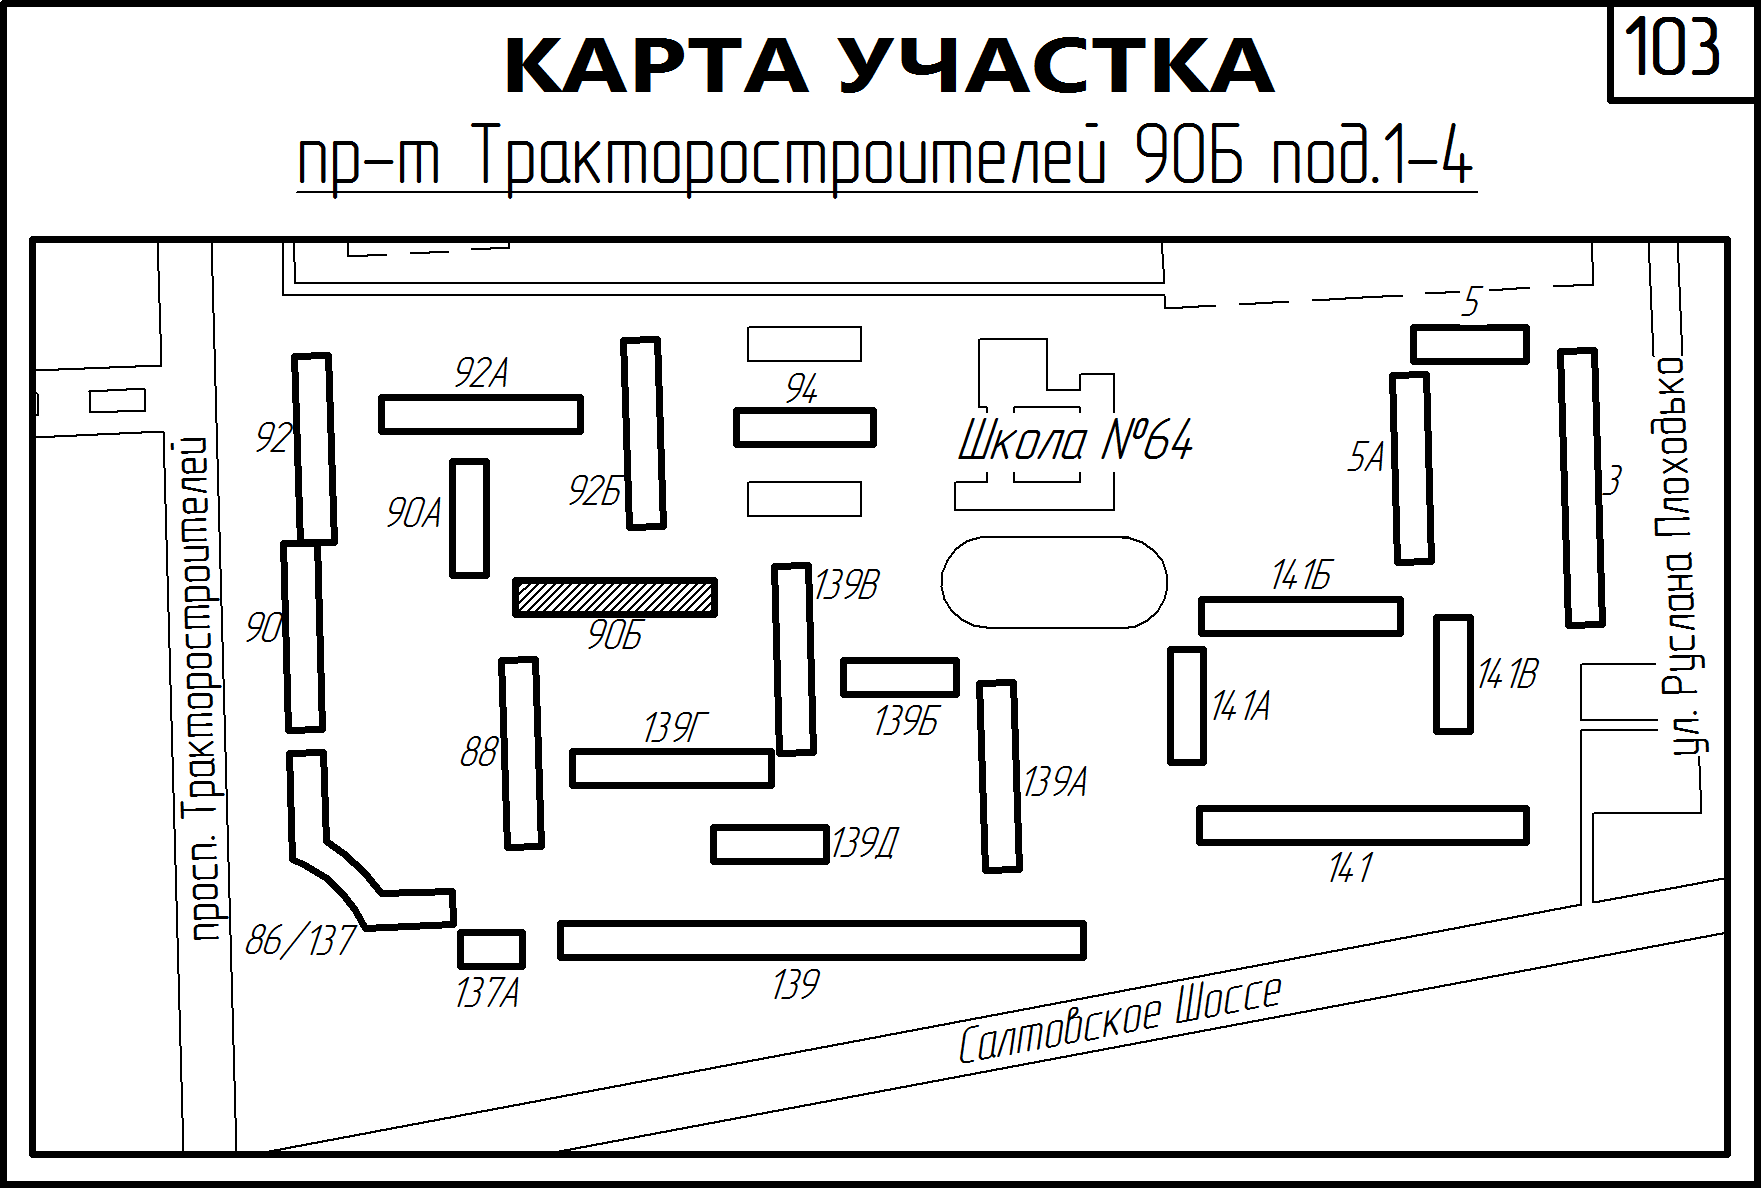 103
КАРТА УЧАСТКА
пр-т Тракторостроителей 90Б под.1-4
5
92А
94
92
Школа №64
5А
3
92Б
90А
просп. Тракторостроителей
ул. Руслана Плоходько
139В
141Б
90
90Б
141В
141А
139Б
139Г
88
139А
139Д
141
86/137
137А
139
Салтовское Шоссе